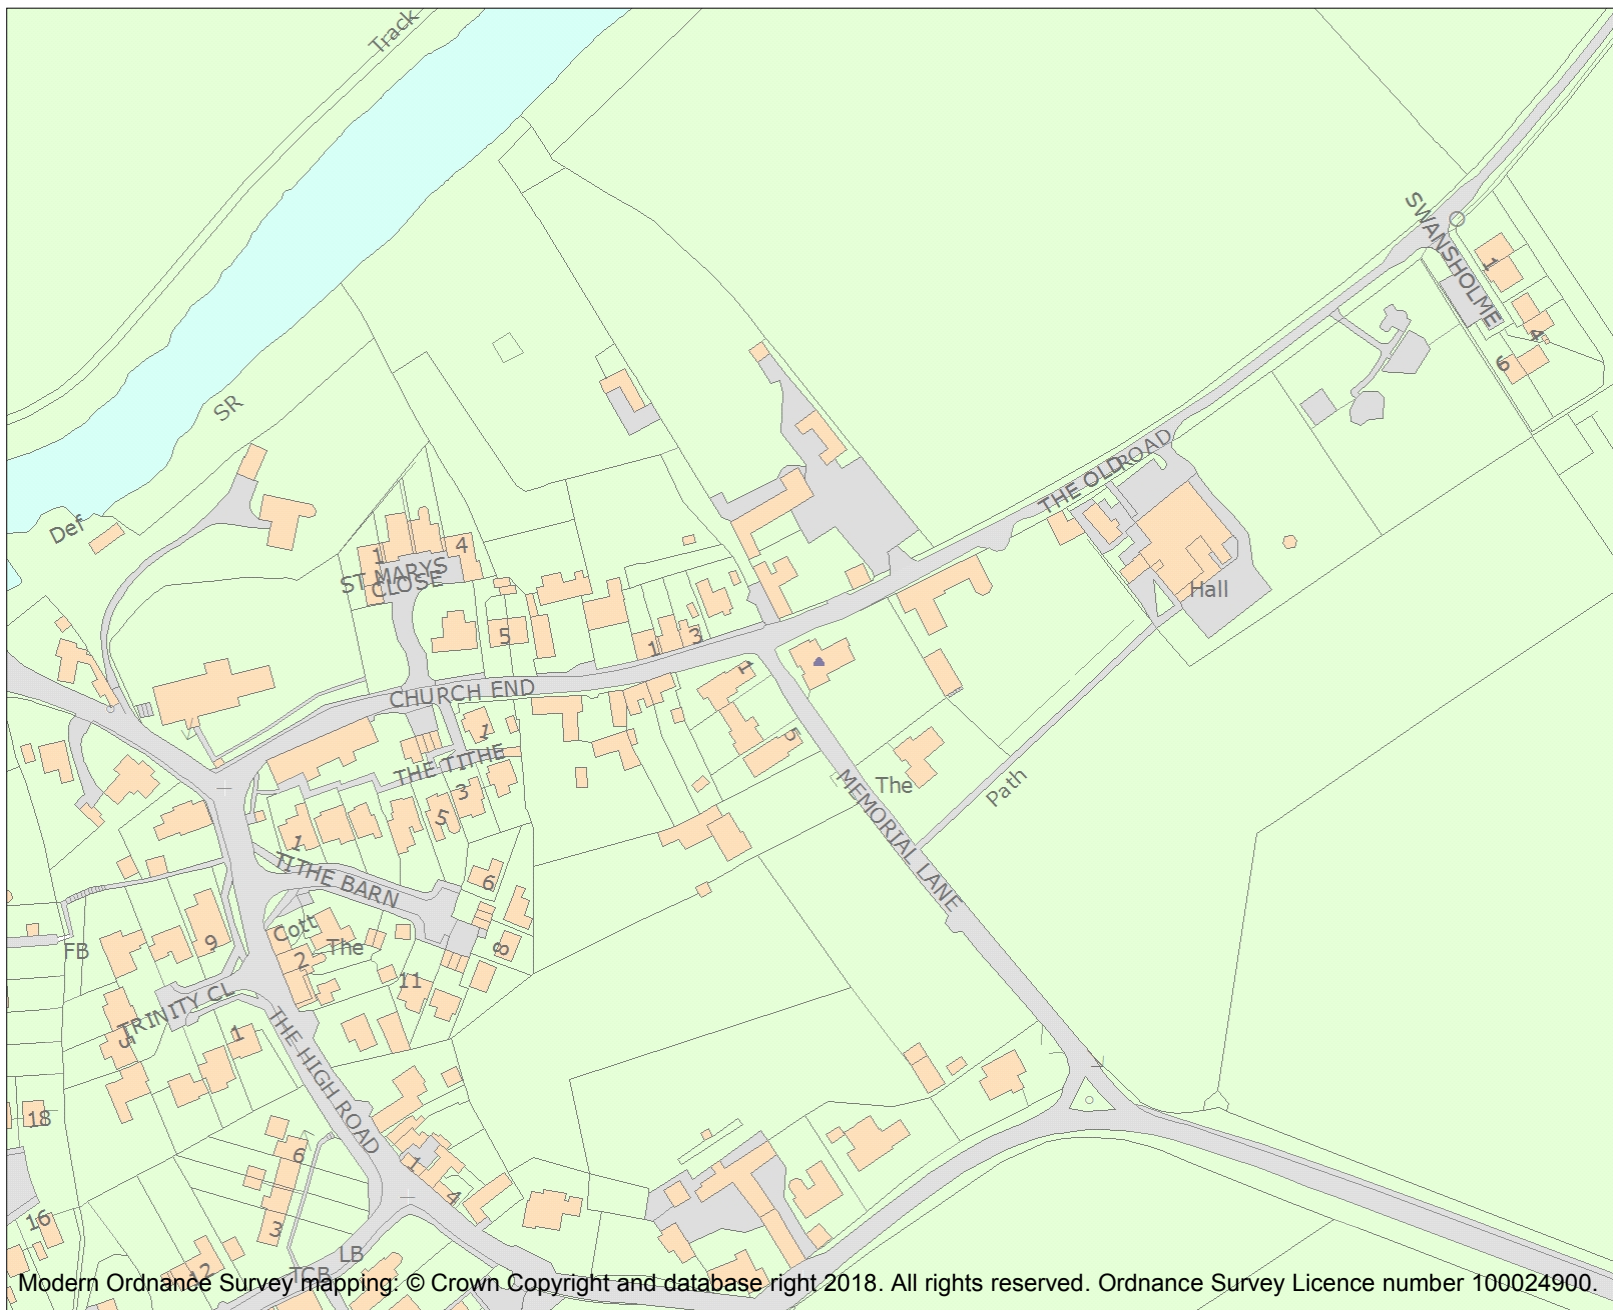 Track
SWANSHOLME
1
4
6
SR
THE OLD ROAD
Def
1
4
ST MARYS
CLOSE
Hall
5
1
3
1
CHURCH END
1
5
THE TITHE
The
Path
3
5
1
MEMORIAL LANE
TITHE BARN
6
Cott
The
9
2
8
FB
11
TRINITY CL
5
1
THE HIGH ROAD
18
6
1
4
16
3
LB
TCB
12
Modern Ordnance Survey mapping: © Crown Copyright and database right 2018. All rights reserved. Ordnance Survey Licence number 100024900.